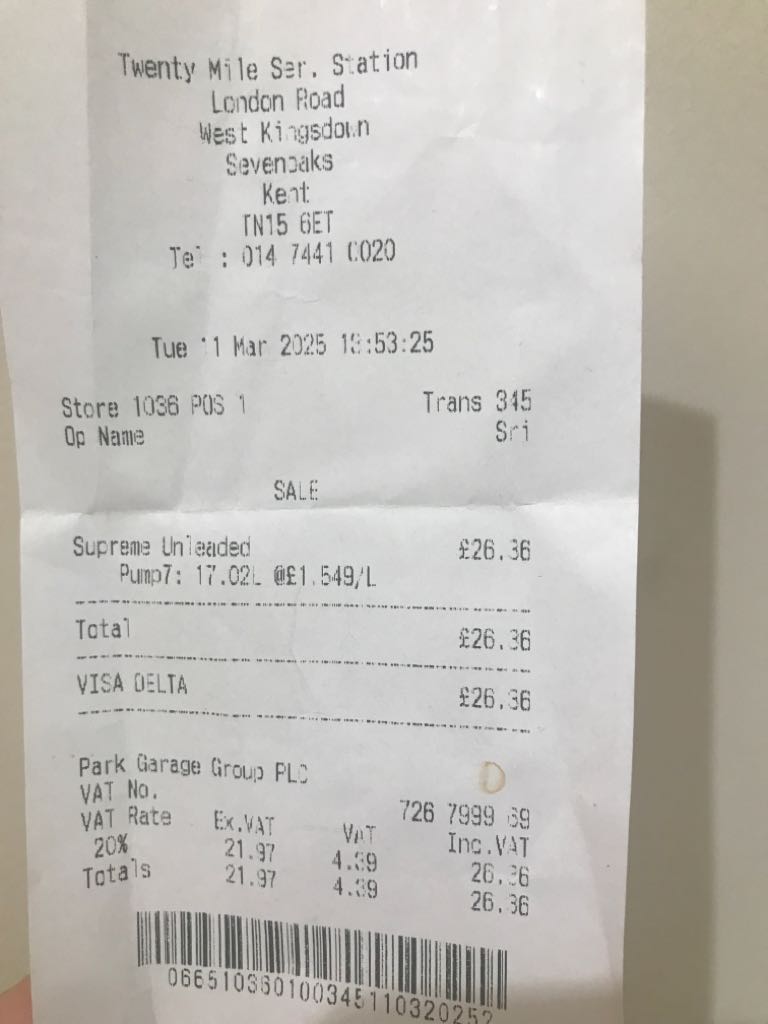 Twenty Mile Ser. Station
London Road
West Kingsdown
Sevenoaks
Kent
TN15 6ET
Tel : 014 7441 0020
Tue 11 Mar 2025 :53:25
Store 1036 POS 1 Trans 345
Op Name Sri
SALE
Supreme Unleaded £26.36
Pump7: 17.02L @£1.549/L
Total £26.36
VISA DELTA £26.36
Park Garage Group PLC
VAT No. 726 7999 69
VAT Rate Ex.VAT VAT Inc.VAT
20% 21.97 4.39 26.36
Totals 21.97 4.39 26.36
066510360100345110320252